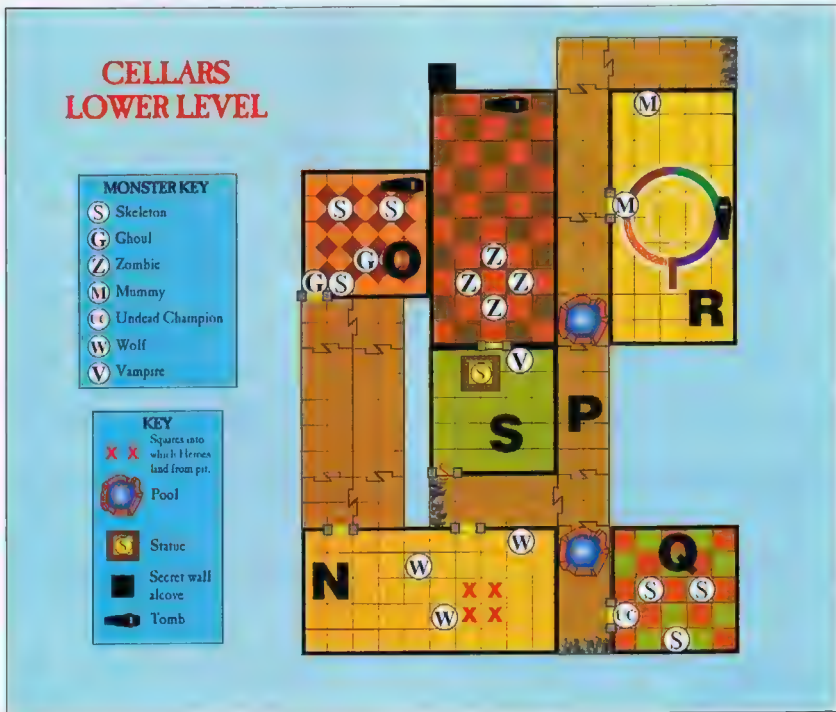 CELLARS
LOWER LEVEL
MONSTER KEY
S Skeleton
G Ghoul
Z Zombie
M Mummy
UC Undead Champion
W Wolf
V Vampire
KEY
X X Squares into
which Heroes
land from pit.
Pool
S Statue
Secret wall
alcove
Tomb
M
S S
M
G O
Z
G S
Z Z
Z
R
V
S
P
S
W
Q
N
W
X X
S S
W
X X
UC
S